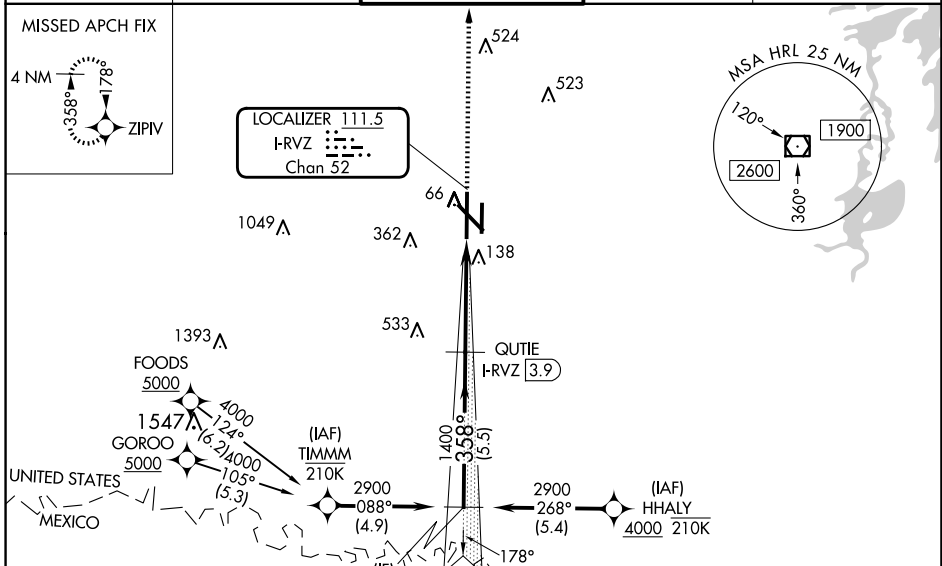 MISSED APCH FIX
4 NM
358°
178°
ZIPIV
LOCALIZER 111.5
I-RVZ
Chan 52
524
523
MSA HRL 25 NM
120°
1900
2600
360°
66
1049
362
138
1393
533
QUTIE
I-RVZ 3.9
FOODS
5000
4000
124°
(6.2)
1547
GOROO
5000
4000
105°
(5.3)
(IAF)
TIMMM
210K
1400
358°
(5.5)
UNITED STATES
MEXICO
2900
088°
(4.9)
2900
268°
(5.4)
(IAF)
HHALY
4000 210K
178°